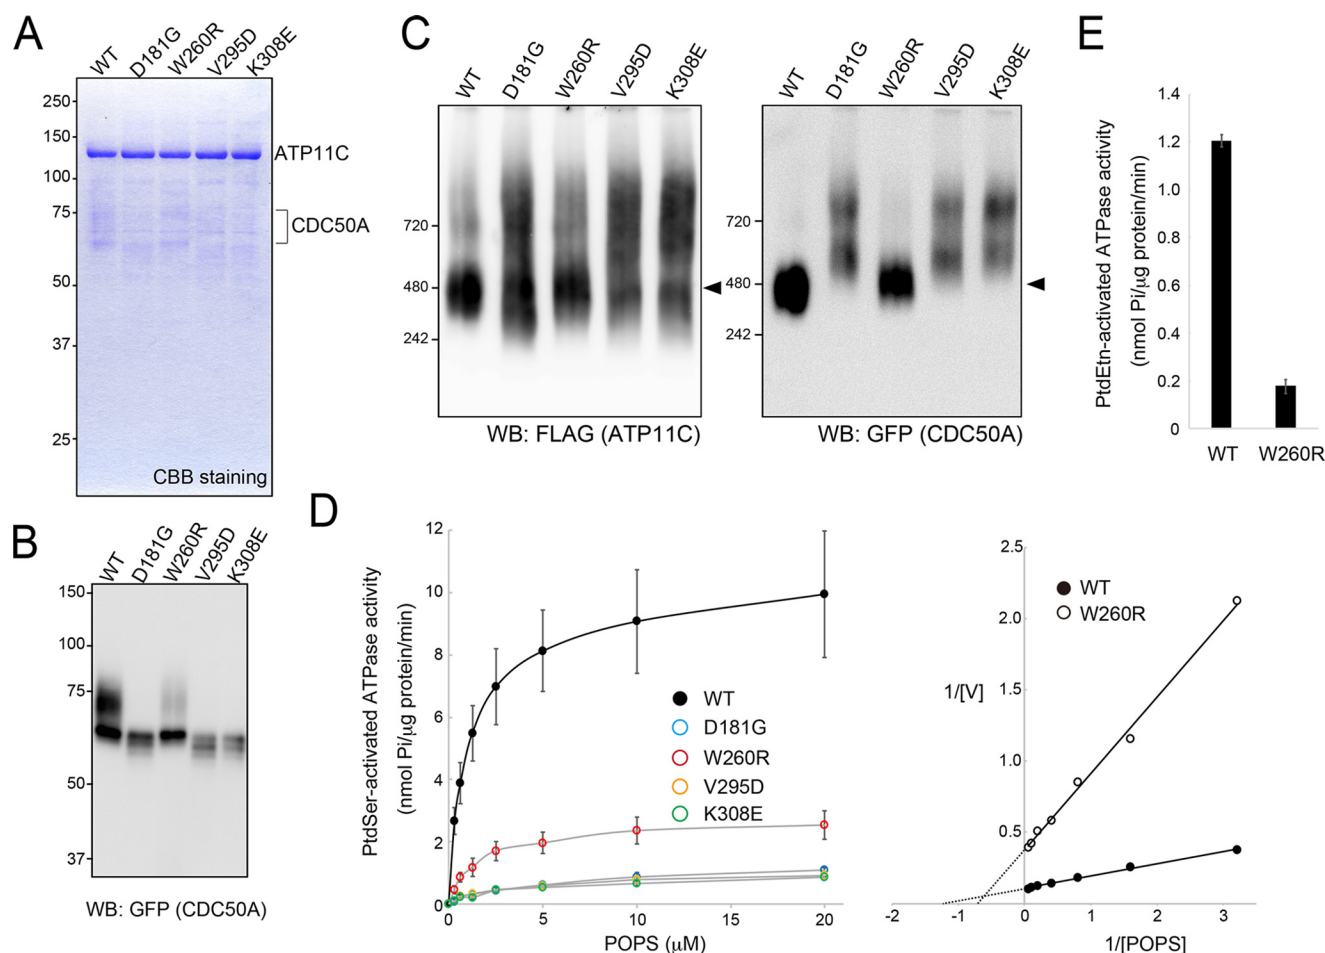 A
WT
D181G
W260R
V295D
K308E
250
150
100
75
50
37
25
ATP11C
CDC50A
CBB staining
B
WT
D181G
W260R
V295D
K308E
150
100
75
50
37
WB: GFP (CDC50A)
C
WT
D181G
W260R
V295D
K308E
720
480
242
WB: FLAG (ATP11C)
WT
D181G
W260R
V295D
K308E
720
480
242
WB: GFP (CDC50A)
D
PtdSer-activated ATPase activity
(nmol Pi/µg protein/min)
12
10
8
6
4
2
0
0
5
10
15
20
POPS (µM)
WT
D181G
W260R
V295D
K308E
2.5
2.0
1.5
1.0
0.5
1/[V]
WT
W260R
-2
-1
0
1
2
3
1/[POPS]
E
PtdEtn-activated ATPase activity
(nmol Pi/µg protein/min)
1.4
1.2
1.0
1.2
0.6
0.4
0.2
0
WT
W260R